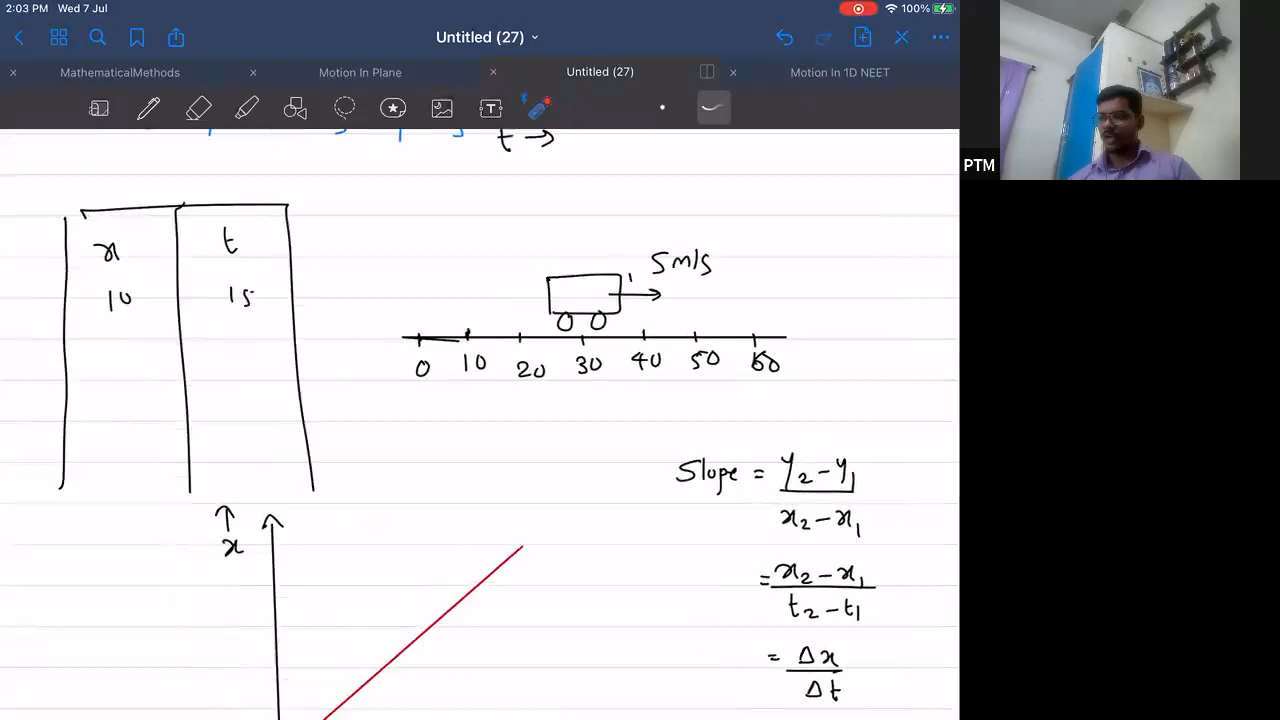 2:03 PM Wed 7 Jul
100%
Untitled (27)
MathematicalMethods
Motion In Plane
Untitled (27)
Motion In 1D NEET
PTM
t →
x t
10 15
5 m/s
0 10 20 30 40 50 60
Slope = y₂ - y₁
x₂ - x₁
= x₂ - x₁
t₂ - t₁
= Δx
Δt
↑
x